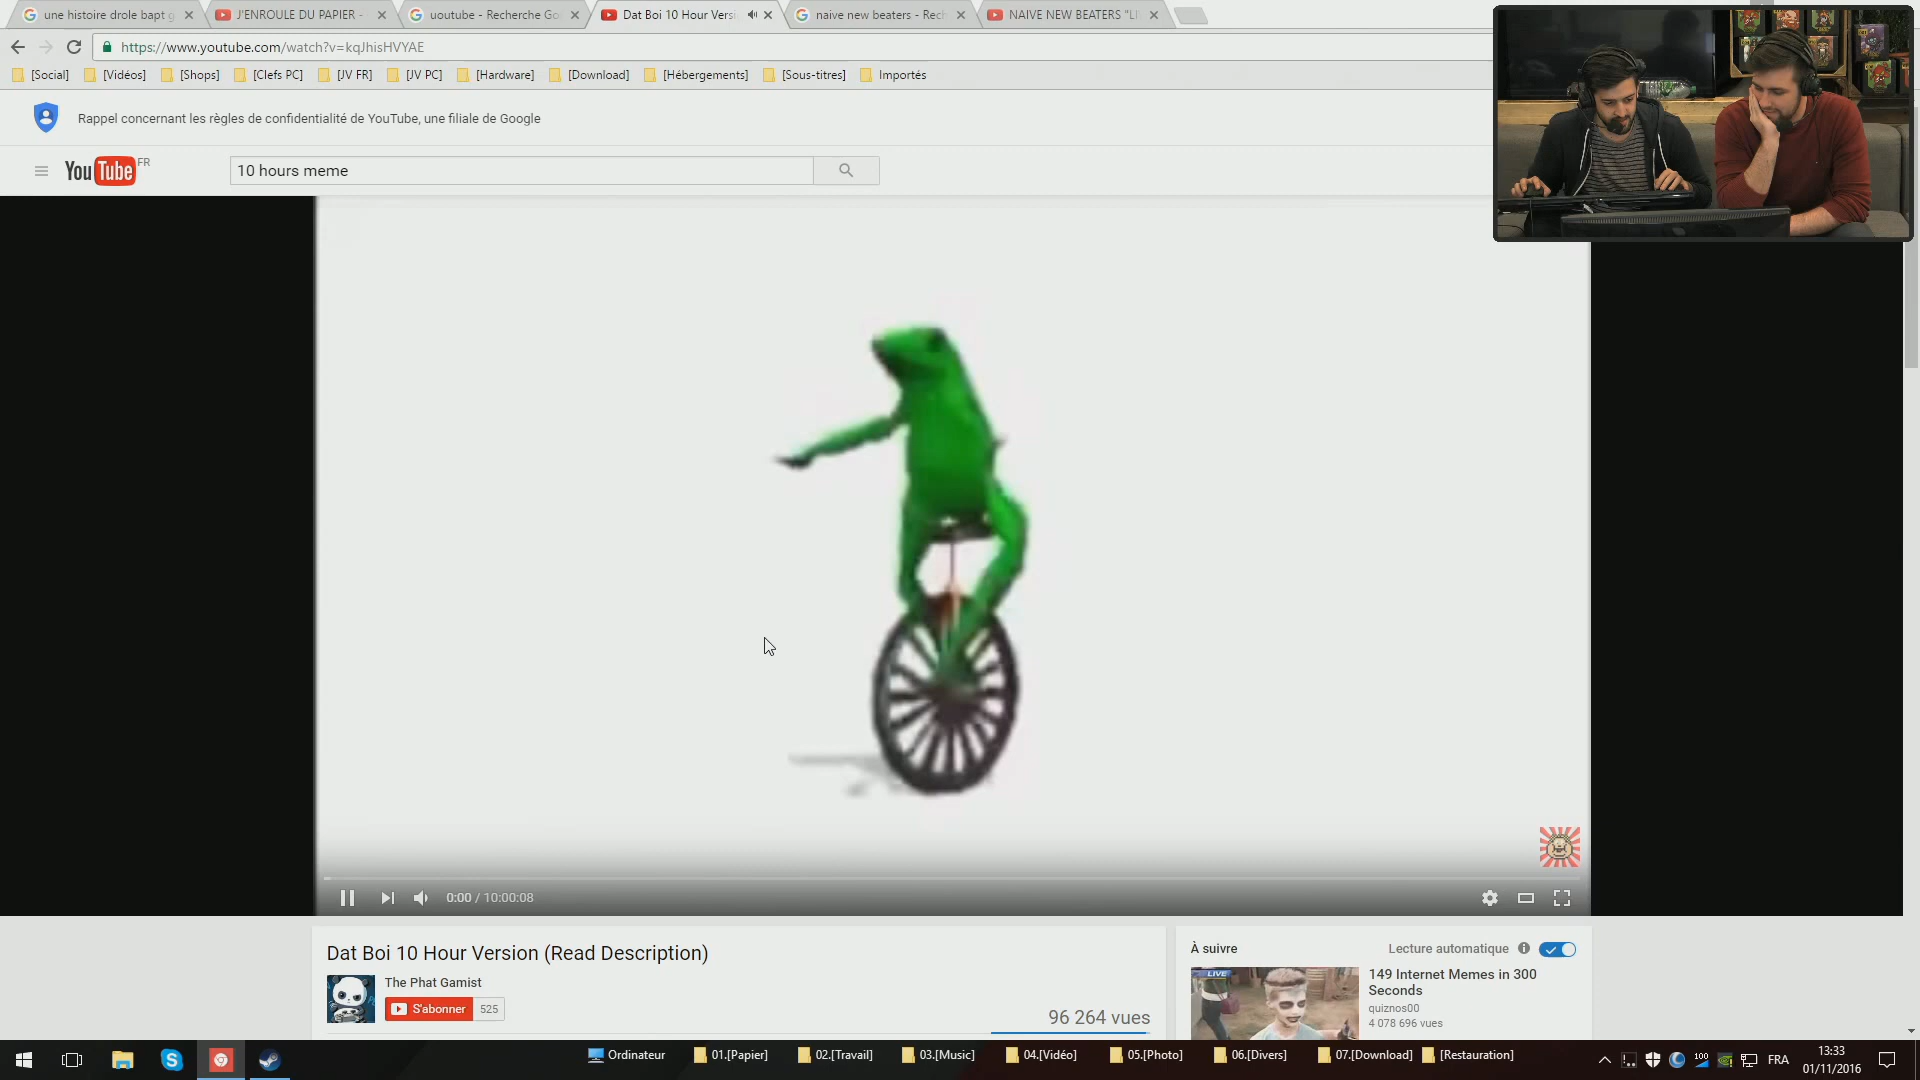 une histoire drole bapt g
J'ENROULE DU PAPIER -
uoutube - Recherche Go
Dat Boi 10 Hour Vers
naive new beaters - Rech
NAIVE NEW BEATERS "LI
https://www.youtube.com/watch?v=kqJhisHVYAE
[Social]
[Vidéos]
[Shops]
[Clefs PC]
[JV FR]
[JV PC]
[Hardware]
[Download]
[Hébergements]
[Sous-titres]
Importés
Rappel concernant les règles de confidentialité de YouTube, une filiale de Google
YouTube FR
10 hours meme
0:00 / 10:00:08
Dat Boi 10 Hour Version (Read Description)
The Phat Gamist
S'abonner 525
96 264 vues
À suivre
Lecture automatique
LIVE
149 Internet Memes in 300
Seconds
quiznos00
4 078 696 vues
Ordinateur
01.[Papier]
02.[Travail]
03.[Music]
04.[Vidéo]
05.[Photo]
06.[Divers]
07.[Download]
[Restauration]
100
FRA
13:33
01/11/2016